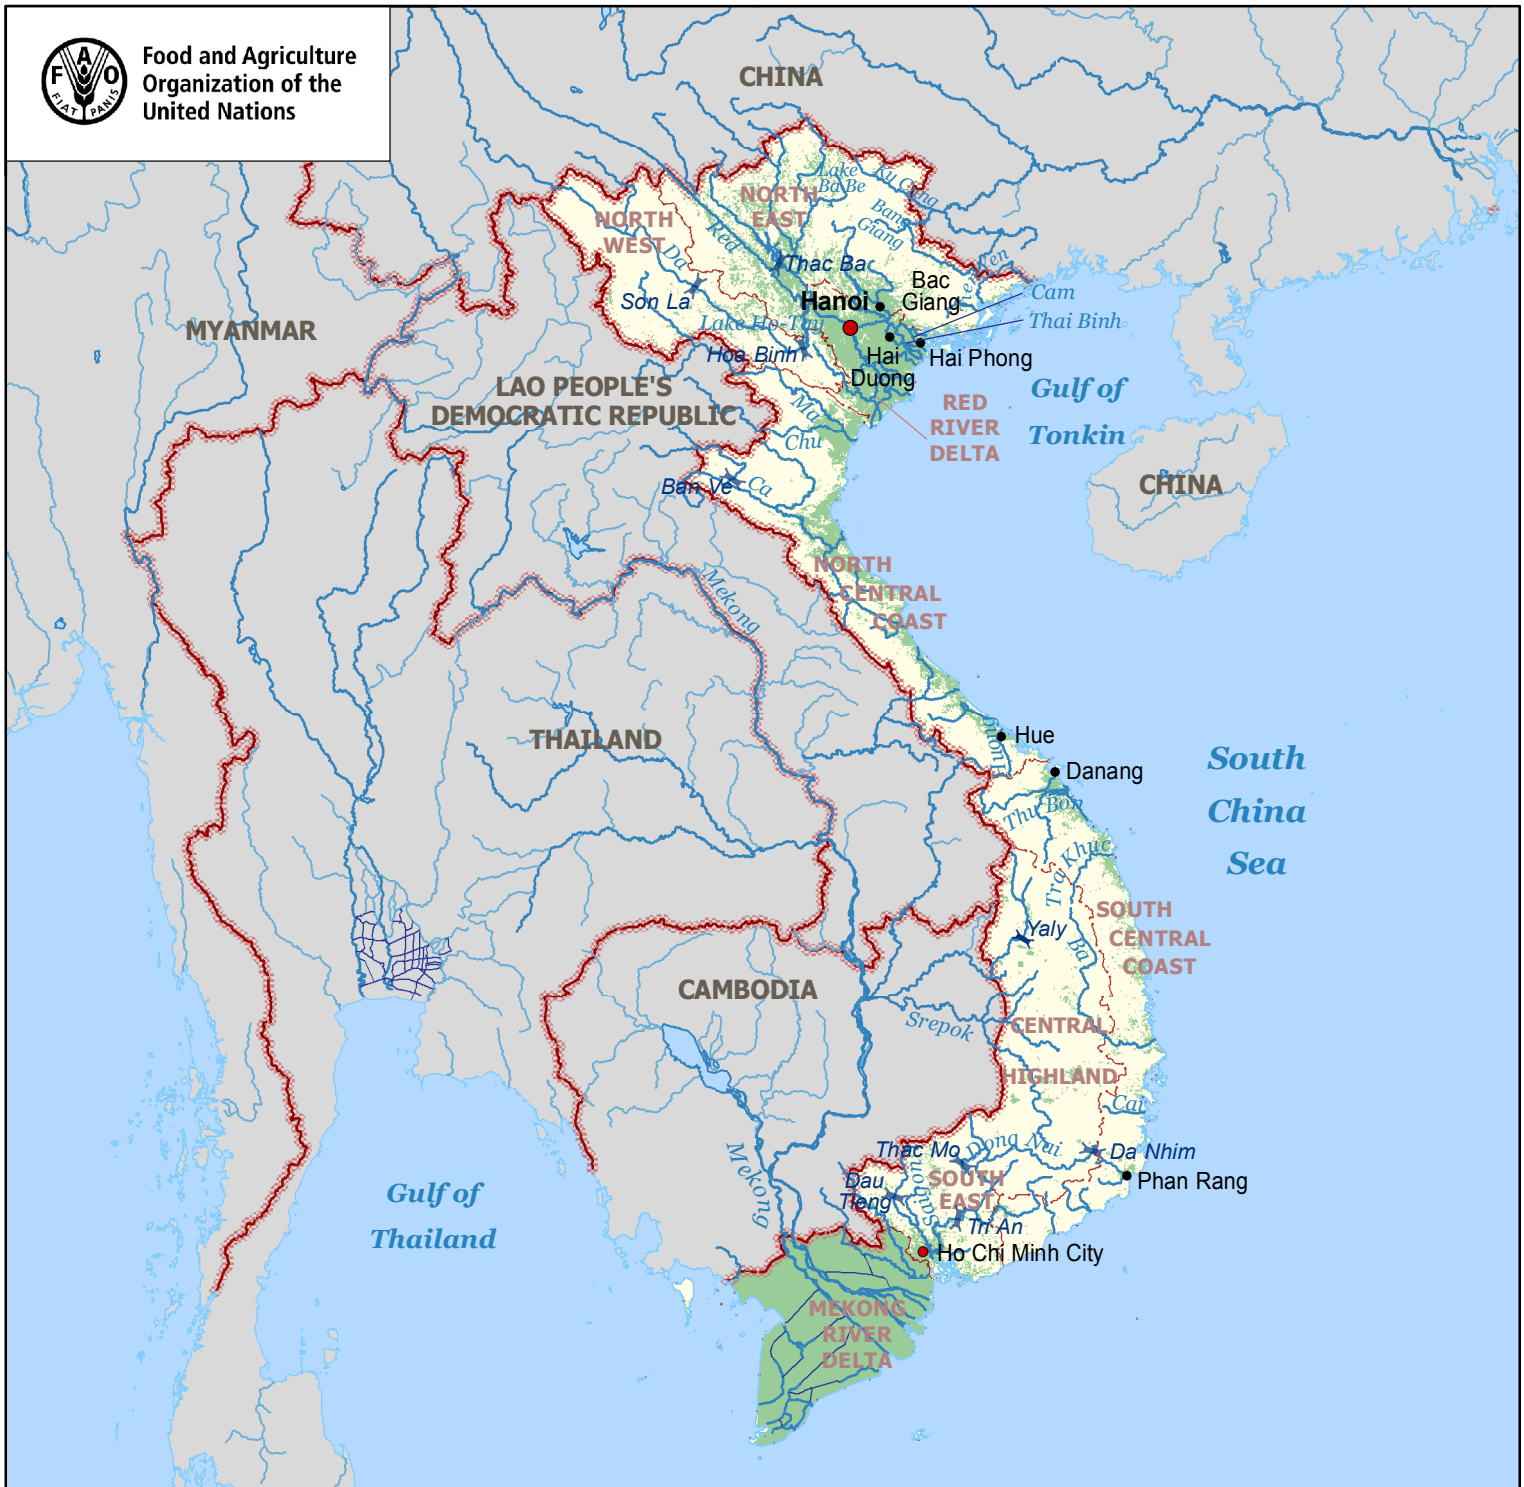 Food and Agriculture
Organization of the
United Nations
F A O
FIAT PANIS
CHINA
Lake
Ba Be
Ky Cung
NORTH
EAST
NORTH
WEST
Bang
Giang
Red
Da
Thac Ba
Bac
Giang
Hanoi
Cam
Son La
MYANMAR
Lake Ho-Tay
Thai Binh
Hoa Binh
Hai
Duong
Hai Phong
LAO PEOPLE'S
DEMOCRATIC REPUBLIC
Gulf of
Tonkin
RED
RIVER
DELTA
Ma
Chu
CHINA
Ban Ve
Ca
NORTH
CENTRAL
COAST
Mekong
THAILAND
Huong
Hue
Danang
South
China
Sea
Thu Bon
Tra Khuc
SOUTH
CENTRAL
COAST
Yaly
Ba
CAMBODIA
Srepok
CENTRAL
HIGHLAND
Cai
Mekong
Thac Mo
Dong Nai
Da Nhim
Dau
Tieng
Saigon
SOUTH
EAST
Phan Rang
Gulf of
Thailand
Tri An
Ho Chi Minh City
MEKONG
RIVER
DELTA